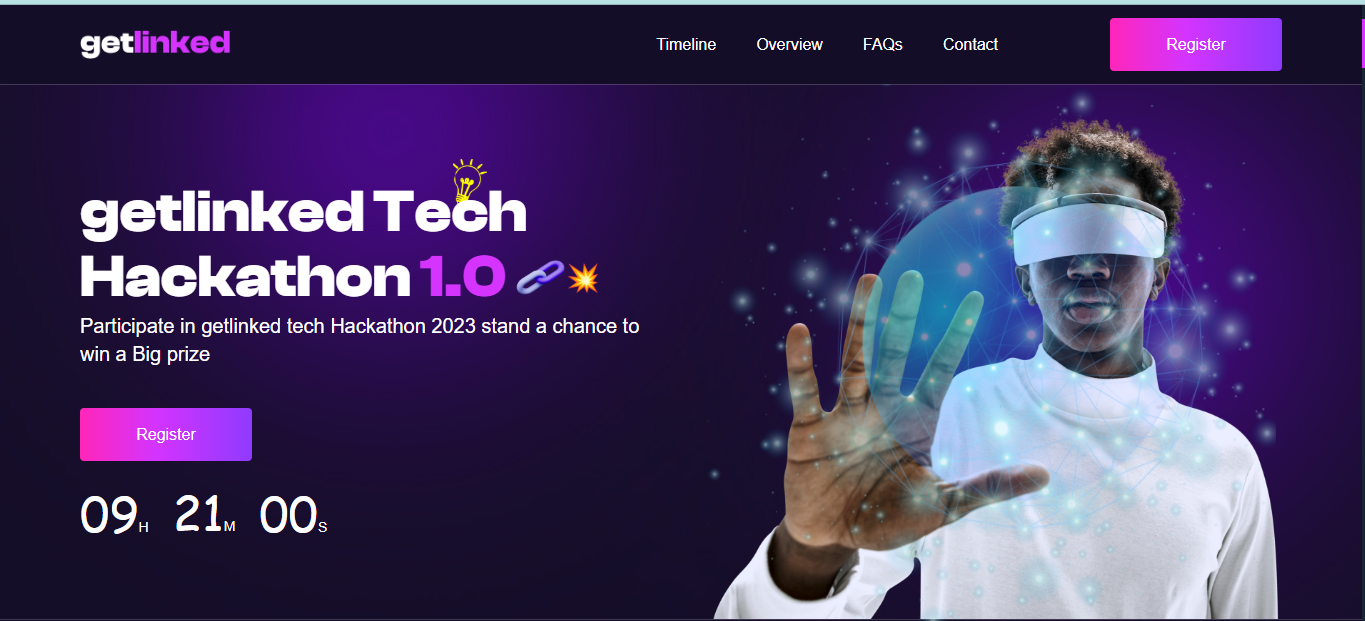 getlinked
Timeline Overview FAQs Contact Register
getlinked Tech
Hackathon 1.0 🔗💥
Participate in getlinked tech Hackathon 2023 stand a chance to
win a Big prize
Register
09H 21M 00S